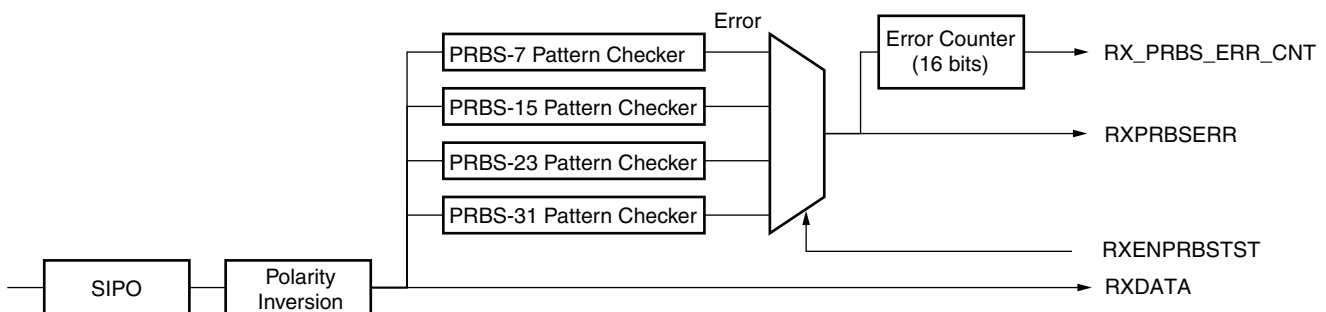 Error
PRBS-7 Pattern Checker
Error Counter
(16 bits)
RX_PRBS_ERR_CNT
PRBS-15 Pattern Checker
RXPRBSERR
PRBS-23 Pattern Checker
PRBS-31 Pattern Checker
RXENPRBSTST
SIPO
Polarity
Inversion
RXDATA